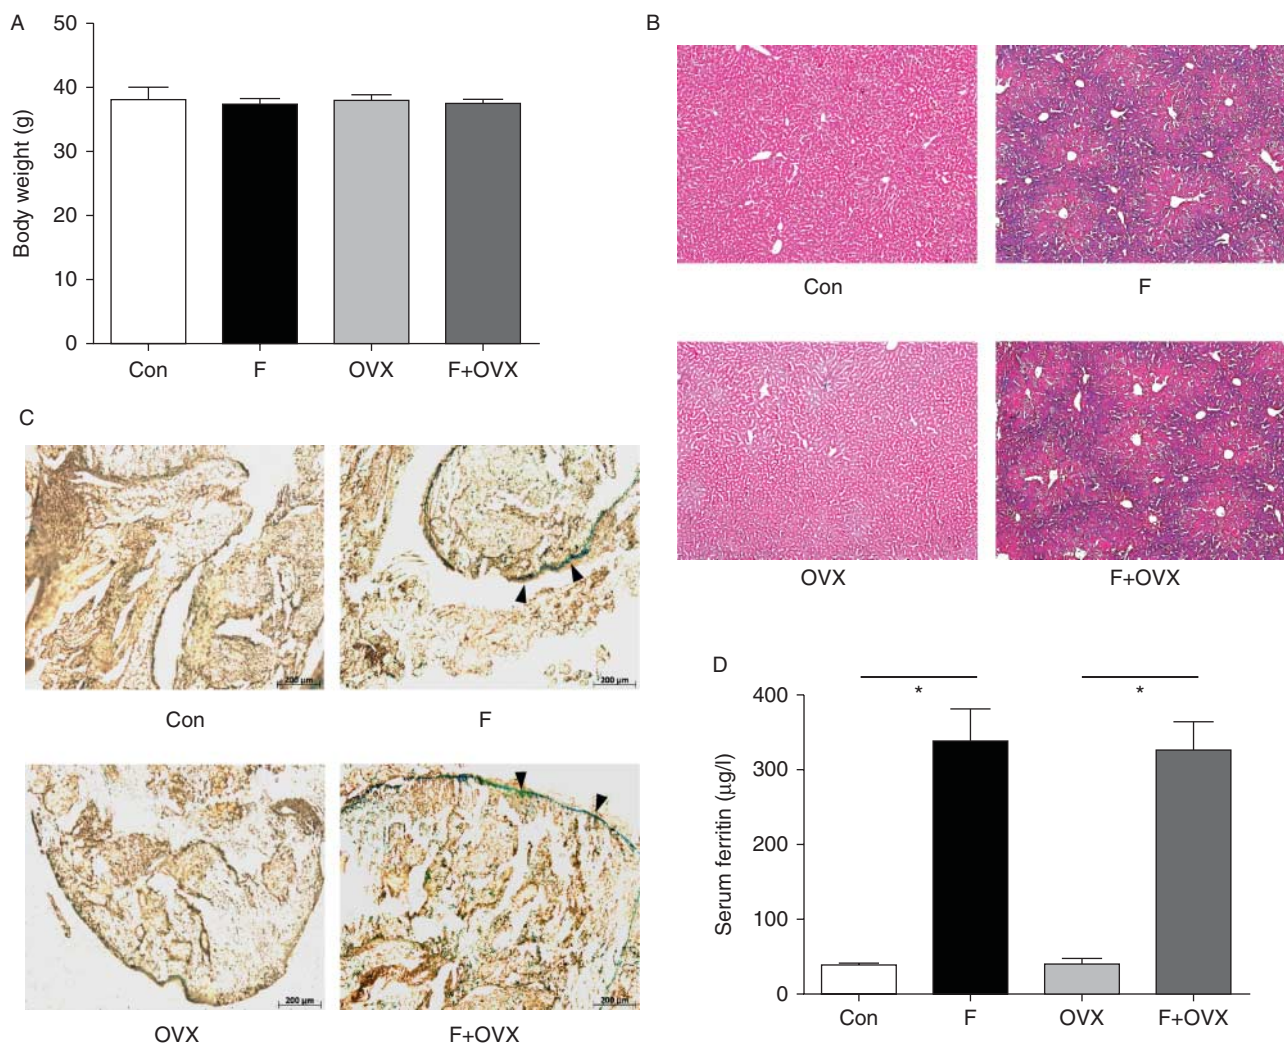 A
Body weight (g)
50
40
30
20
10
0
Con F OVX F+OVX
B
Con F
OVX F+OVX
C
200 µm 200 µm
Con F
200 µm 200 µm
OVX F+OVX
D
Serum ferritin (µg/l)
* *
400
300
200
100
0
Con F OVX F+OVX